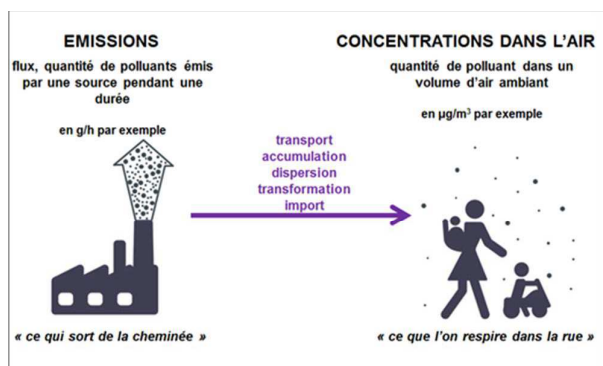 EMISSIONS
flux, quantité de polluants émis
par une source pendant une
durée
en g/h par exemple
transport
accumulation
dispersion
transformation
import
CONCENTRATIONS DANS L'AIR
quantité de polluant dans un
volume d'air ambiant
en µg/m³ par exemple
« ce qui sort de la cheminée »
« ce que l'on respire dans la rue »